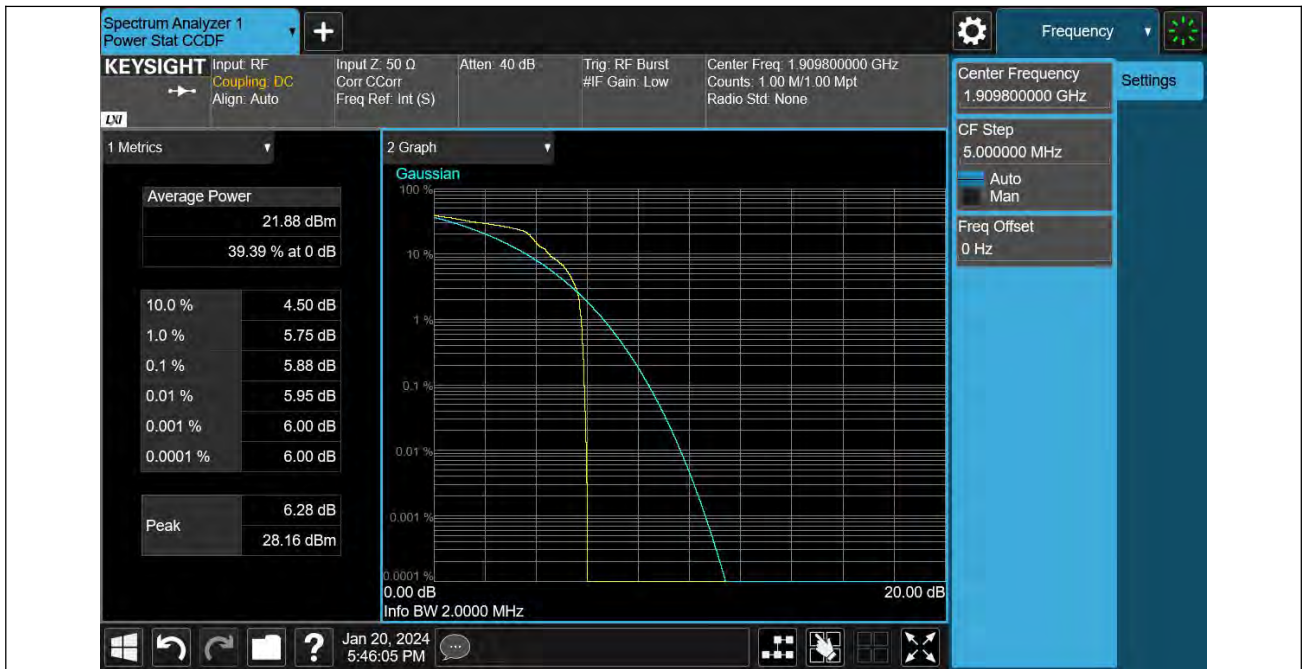 Spectrum Analyzer 1
Power Stat CCDF
Frequency
KEYSIGHT
LXI
Input: RF
Coupling: DC
Align: Auto
Input Z: 50 Ω
Corr CCorr
Freq Ref: Int (S)
Atten: 40 dB
Trig: RF Burst
#IF Gain: Low
Center Freq: 1.909800000 GHz
Counts: 1.00 M/1.00 Mpt
Radio Std: None
Center Frequency
1.909800000 GHz
Settings
CF Step
5.000000 MHz
Auto
Man
Freq Offset
0 Hz
1 Metrics
Average Power
21.88 dBm
39.39 % at 0 dB
10.0 % 4.50 dB
1.0 % 5.75 dB
0.1 % 5.88 dB
0.01 % 5.95 dB
0.001 % 6.00 dB
0.0001 % 6.00 dB
Peak
6.28 dB
28.16 dBm
2 Graph
Gaussian
100 %
10 %
1 %
0.1 %
0.01 %
0.001 %
0.0001 %
0.00 dB 20.00 dB
Info BW 2.0000 MHz
Jan 20, 2024
5:46:05 PM